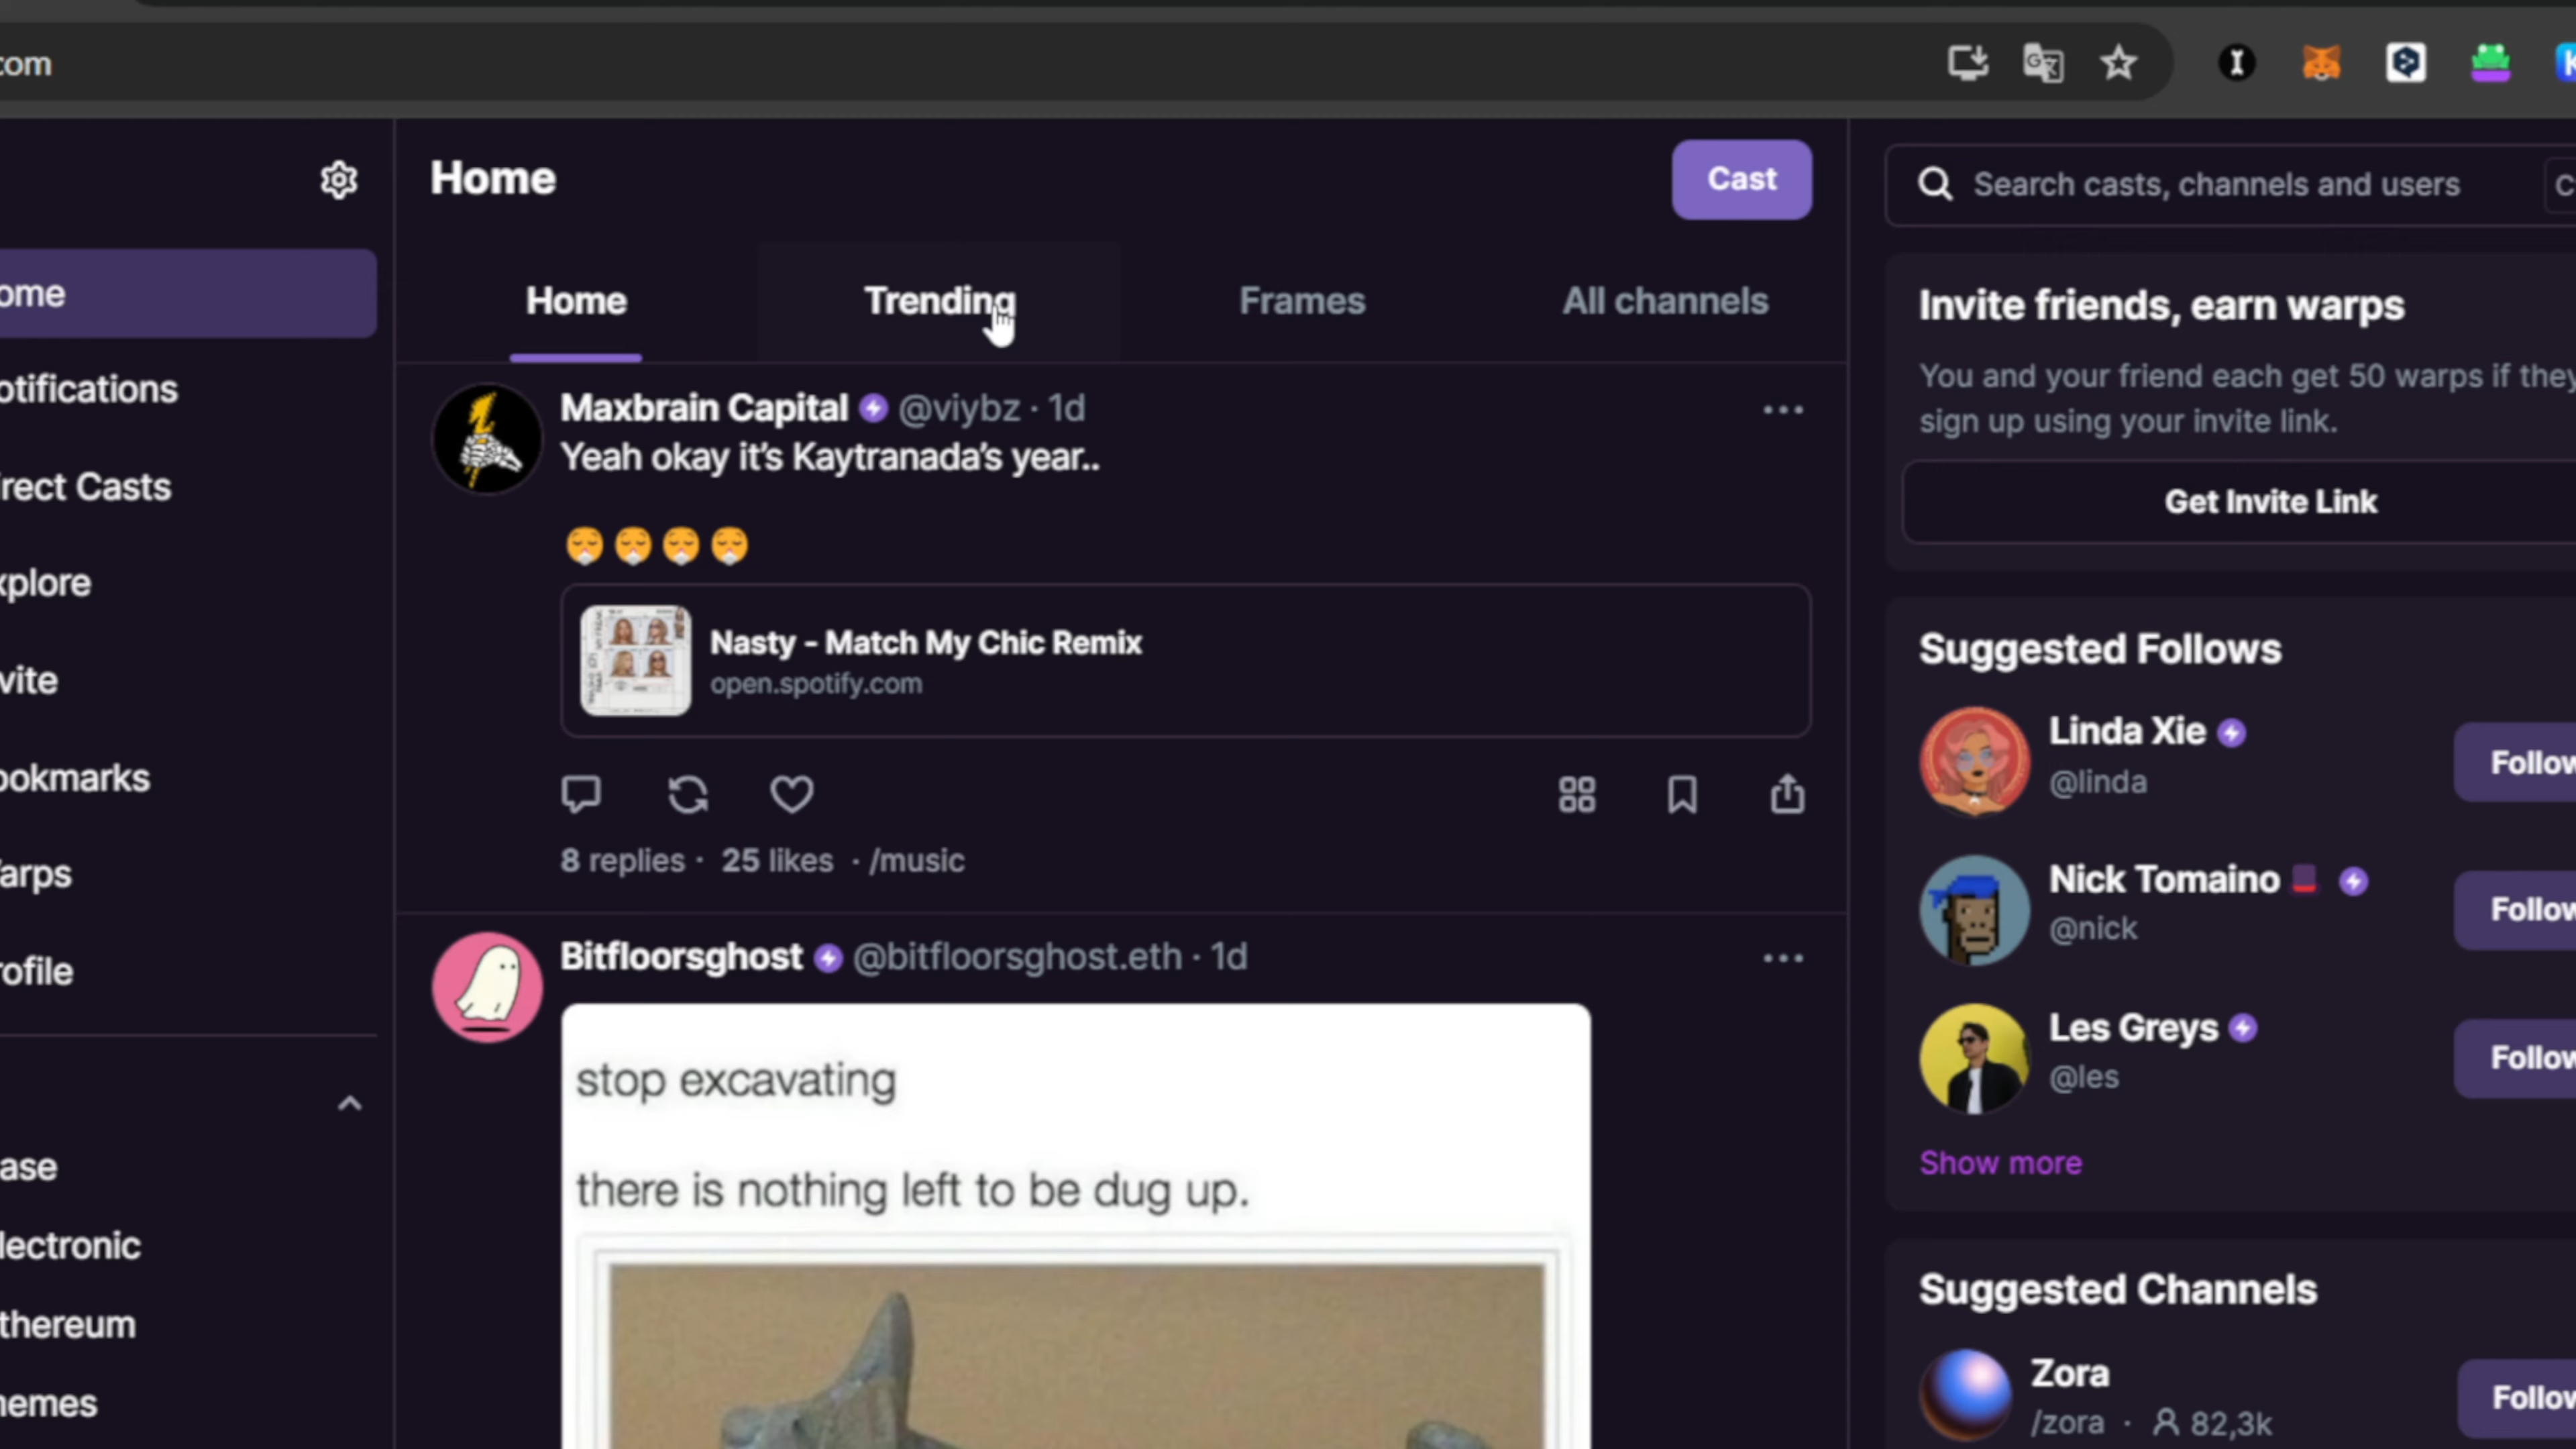 com
Home
Cast
Search casts, channels and users
Home
Trending
Frames
All channels
ome
otifications
rect Casts
xplore
vite
ookmarks
arps
rofile
ase
lectronic
thereum
nemes
Maxbrain Capital @viybz · 1d
Yeah okay it's Kaytranada's year..
Nasty - Match My Chic Remix
open.spotify.com
8 replies · 25 likes · /music
Bitfloorsghost @bitfloorsghost.eth · 1d
stop excavating
there is nothing left to be dug up.
Invite friends, earn warps
You and your friend each get 50 warps if they
sign up using your invite link.
Get Invite Link
Suggested Follows
Linda Xie
@linda
Follow
Nick Tomaino
@nick
Follow
Les Greys
@les
Follow
Show more
Suggested Channels
Zora
/zora · 82,3k
Follow